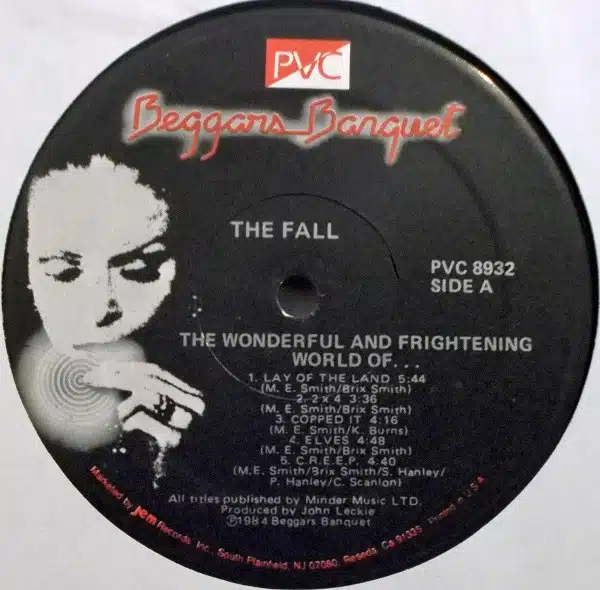 PVC
Beggars Banquet
THE FALL
PVC 8932
SIDE A
THE WONDERFUL AND FRIGHTENING
WORLD OF...
1. LAY OF THE LAND 5:44
(M. E. Smith/Brix Smith)
2. 2 x 4 3:36
(M. E. Smith/Brix Smith)
3. COPPED IT 4:16
(M. E. Smith/K. Burns)
4. ELVES 4:48
(M. E. Smith/Brix Smith)
5. C.R.E.E.P. 4:40
(M.E. Smith/Brix Smith/S. Hanley/
P. Hanley/C. Scanlon)
All titles published by Minder Music LTD.
Produced by John Leckie
Ⓟ1984 Beggars Banquet
Marketed by jem Records, Inc., South Plainfield, NJ 07080, Reseda, Ca 91335 Printed in U.S.A.